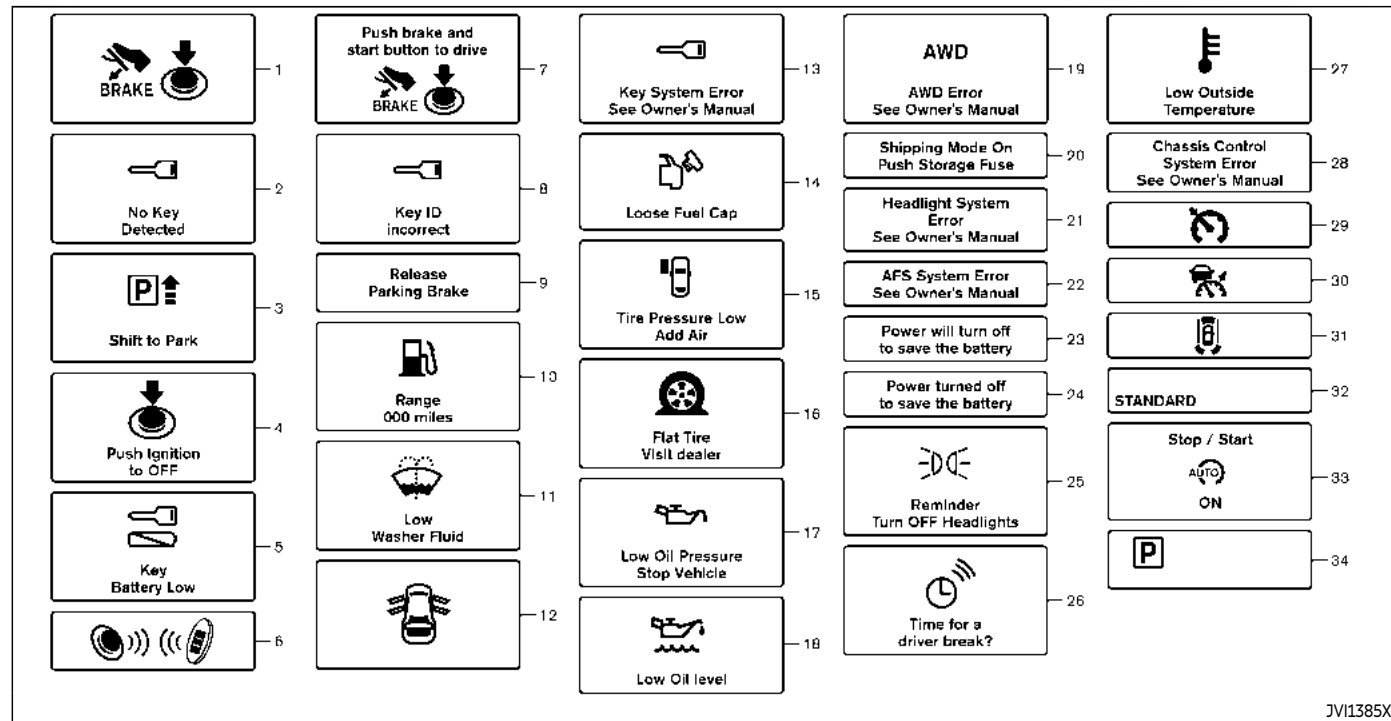 BRAKE
1
No Key
Detected
2
P
Shift to Park
3
Push Ignition
to OFF
4
Key
Battery Low
5
6
Push brake and
start button to drive
BRAKE
7
Key ID
incorrect
8
Release
Parking Brake
9
Range
000 miles
10
Low
Washer Fluid
11
12
Key System Error
See Owner's Manual
13
Loose Fuel Cap
14
Tire Pressure Low
Add Air
15
Flat Tire
Visit dealer
16
Low Oil Pressure
Stop Vehicle
17
Low Oil level
18
AWD
AWD Error
See Owner's Manual
19
Shipping Mode On
Push Storage Fuse
20
Headlight System
Error
See Owner's Manual
21
AFS System Error
See Owner's Manual
22
Power will turn off
to save the battery
23
Power turned off
to save the battery
24
Reminder
Turn OFF Headlights
25
Time for a
driver break?
26
Low Outside
Temperature
27
Chassis Control
System Error
See Owner's Manual
28
29
30
31
STANDARD
32
Stop / Start
AUTO
ON
33
P
34
JVI1385X